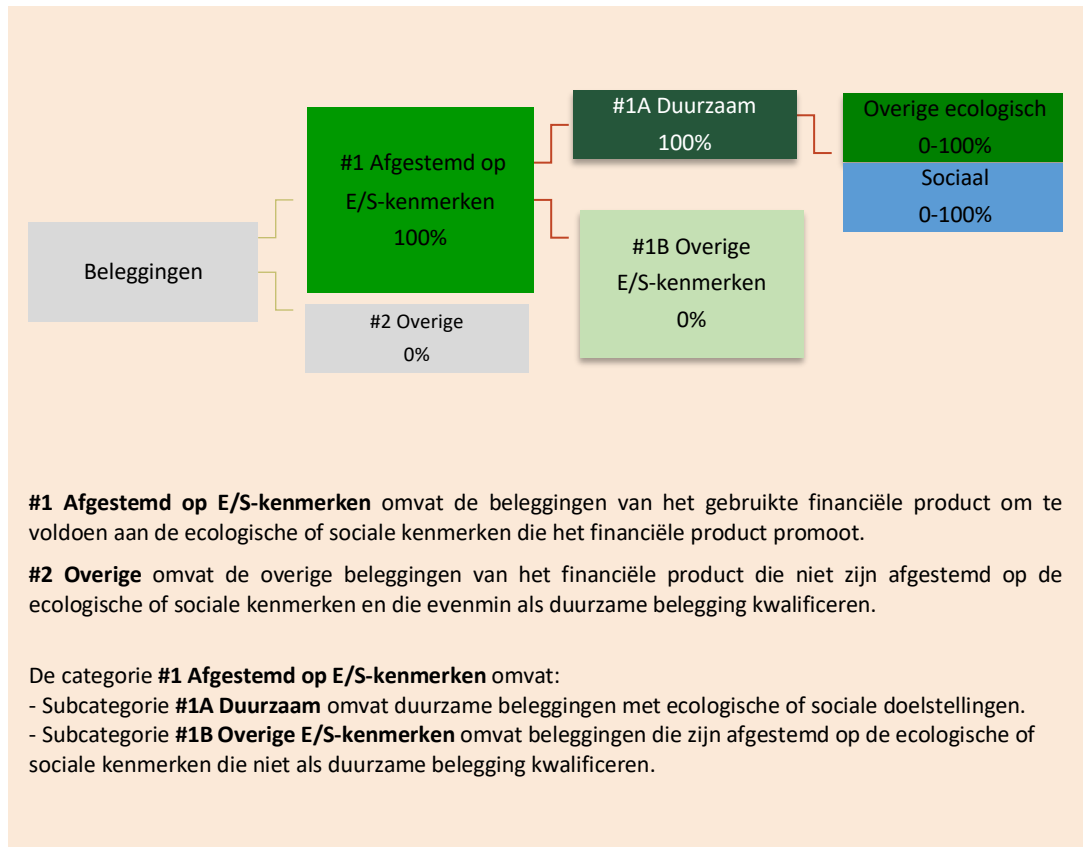 Beleggingen
#1 Afgestemd op
E/S-kenmerken
100%
#2 Overige
0%
#1A Duurzaam
100%
#1B Overige
E/S-kenmerken
0%
Overige ecologisch
0-100%
Sociaal
0-100%
#1 Afgestemd op E/S-kenmerken omvat de beleggingen van het gebruikte financiële product om te
voldoen aan de ecologische of sociale kenmerken die het financiële product promoot.
#2 Overige omvat de overige beleggingen van het financiële product die niet zijn afgestemd op de
ecologische of sociale kenmerken en die evenmin als duurzame belegging kwalificeren.
De categorie #1 Afgestemd op E/S-kenmerken omvat:
- Subcategorie #1A Duurzaam omvat duurzame beleggingen met ecologische of sociale doelstellingen.
- Subcategorie #1B Overige E/S-kenmerken omvat beleggingen die zijn afgestemd op de ecologische of
sociale kenmerken die niet als duurzame belegging kwalificeren.